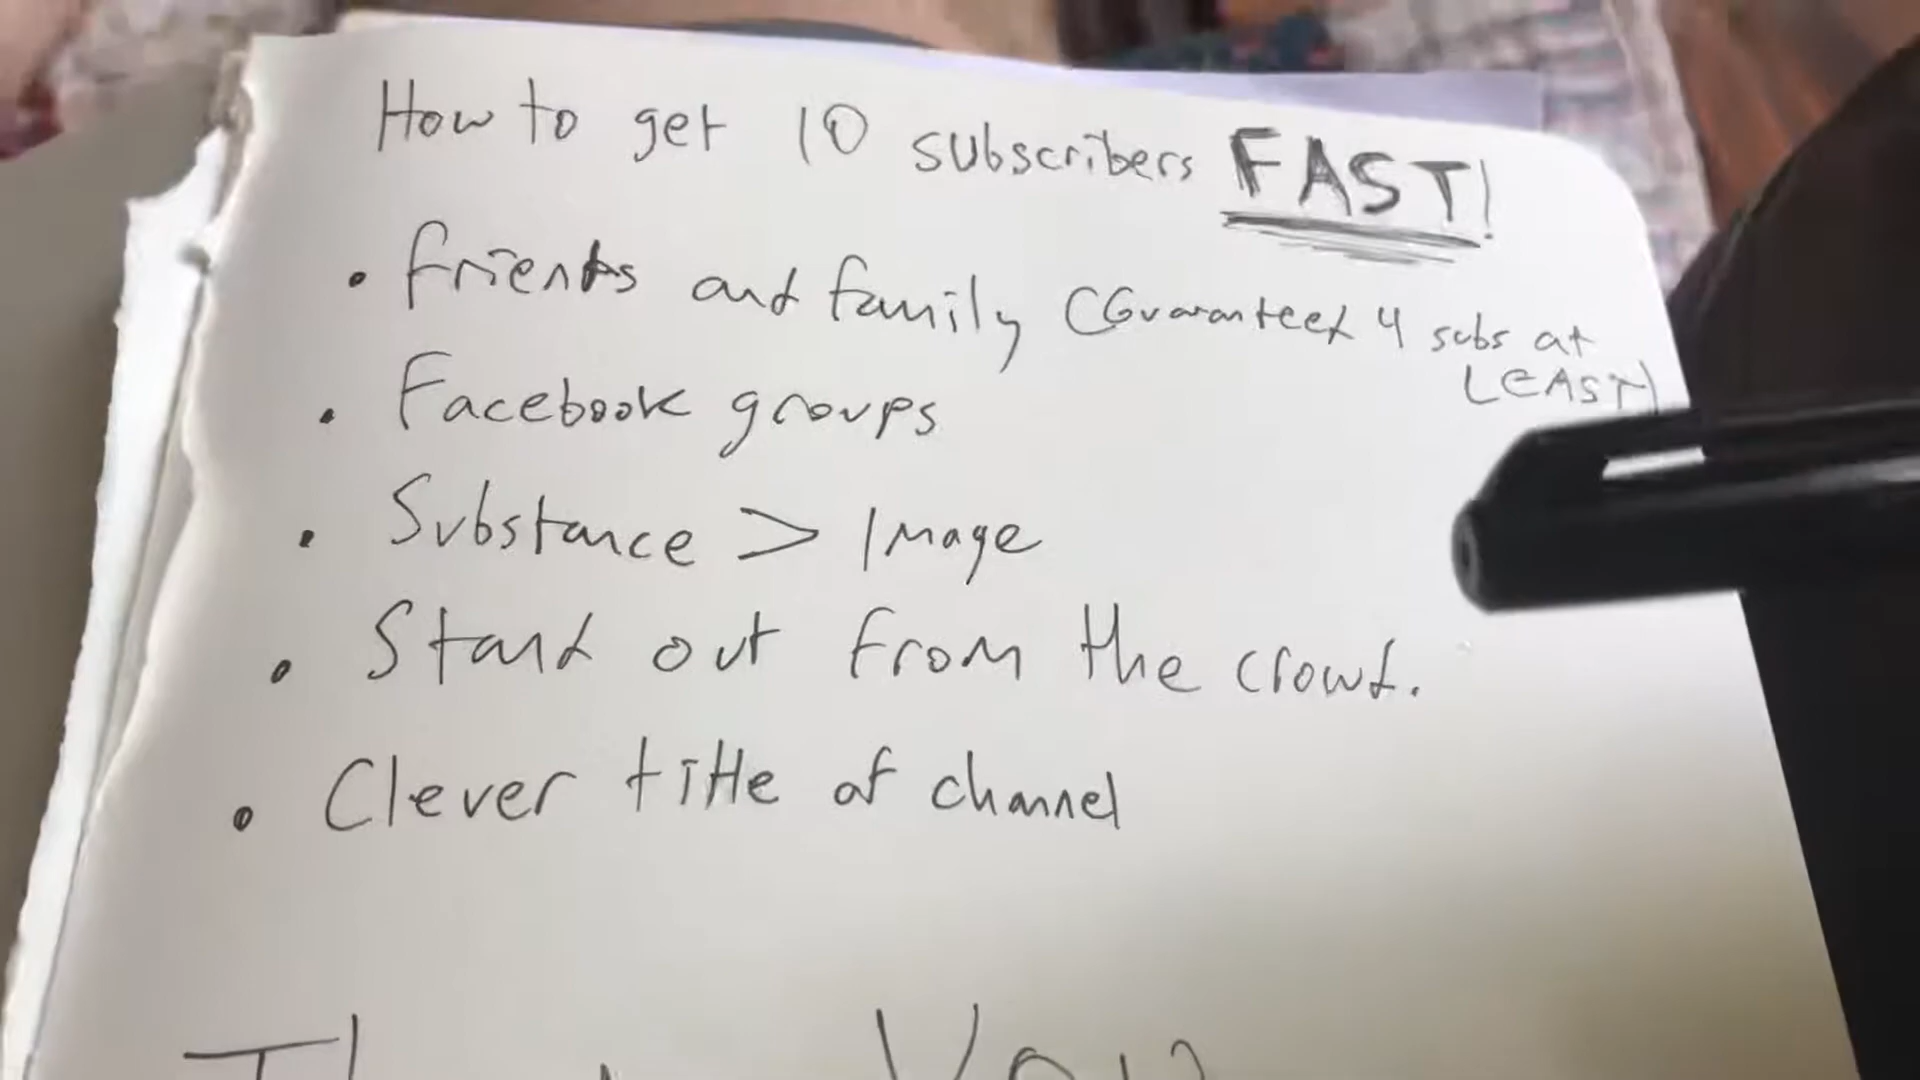 How to get 10 subscribers FAST!
• friends and family (Guaranteed 4 subs at
LEAST)
• Facebook groups
• Substance > Image
• Stand out from the crowd.
• Clever title of channel